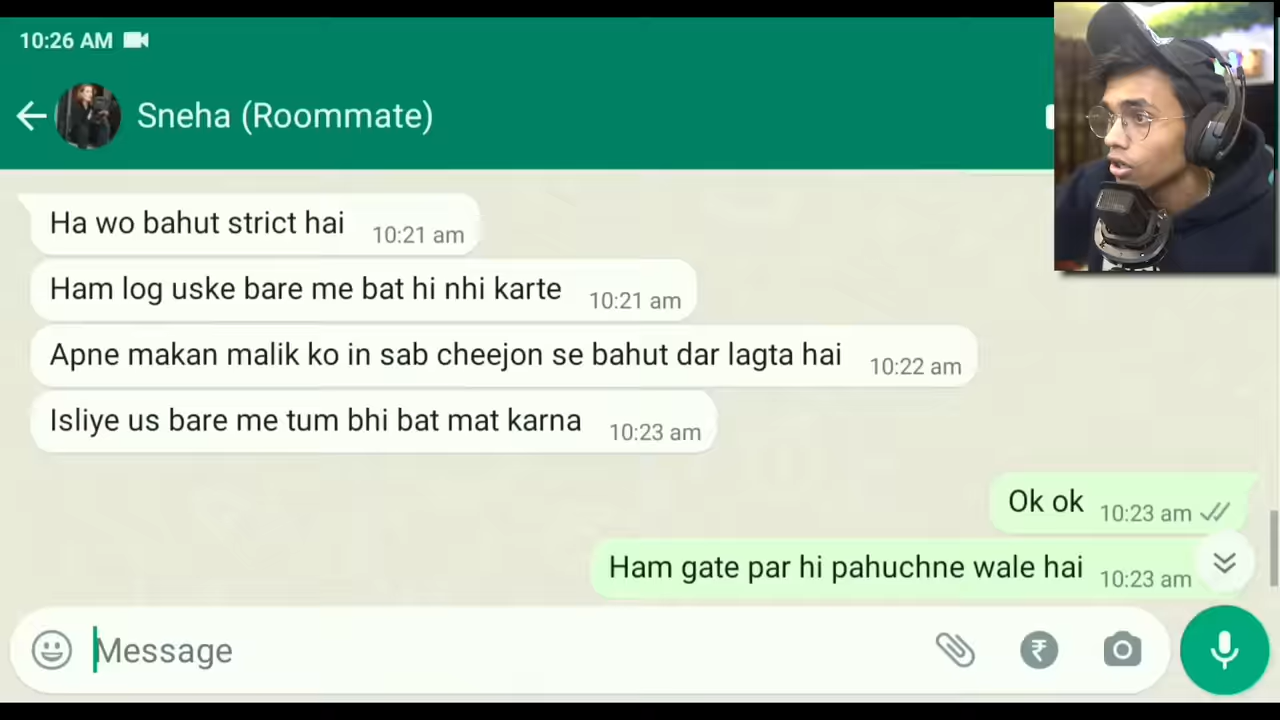 10:26 AM
Sneha (Roommate)
Ha wo bahut strict hai 10:21 am
Ham log uske bare me bat hi nhi karte 10:21 am
Apne makan malik ko in sab cheejon se bahut dar lagta hai 10:22 am
Isliye us bare me tum bhi bat mat karna 10:23 am
Ok ok 10:23 am
Ham gate par hi pahuchne wale hai 10:23 am
Message